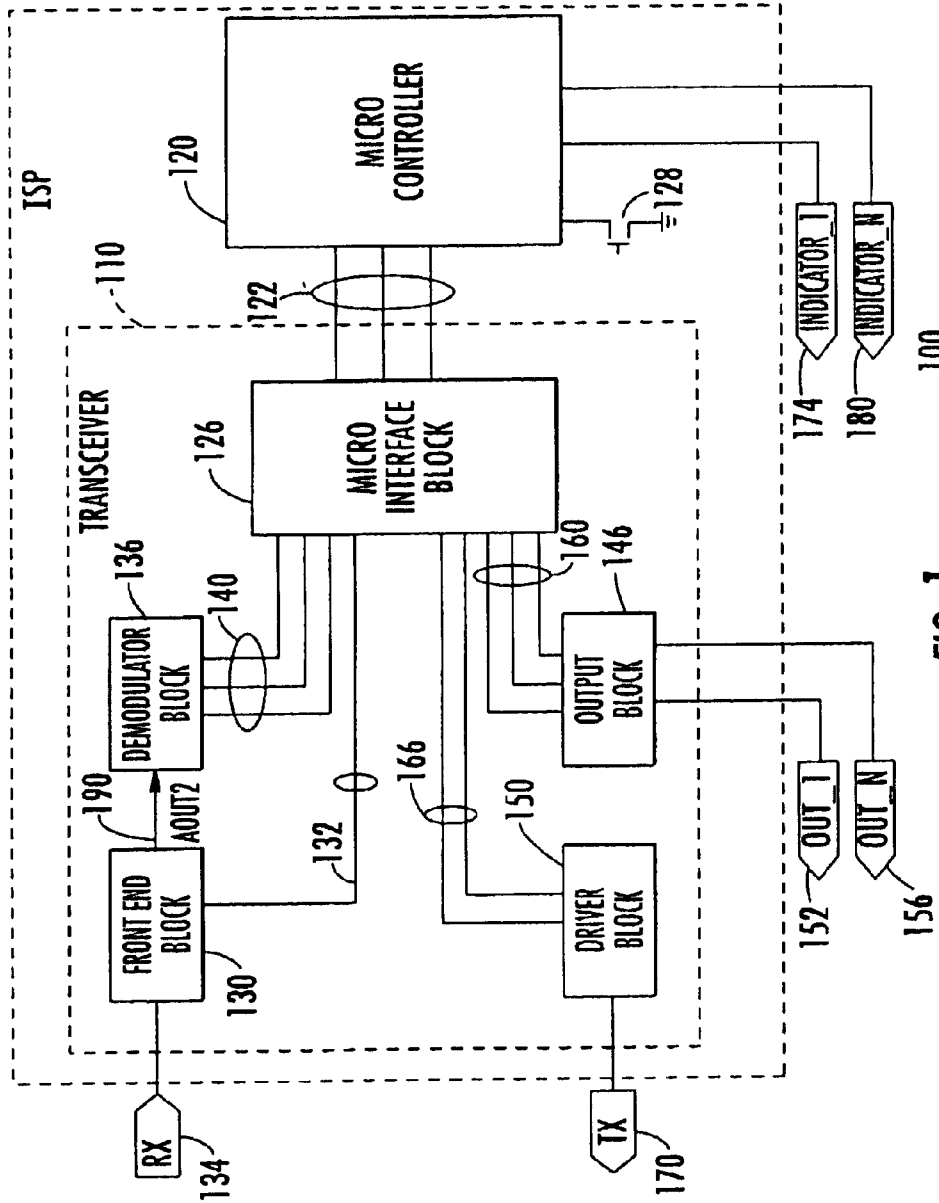 ISP
110
TRANSCEIVER
120
MICRO
CONTROLLER
122
128
126
MICRO
INTERFACE
BLOCK
136
DEMODULATOR
BLOCK
140
190
AOUT2
FRONT END
BLOCK
130
132
RX
134
166
160
150
DRIVER
BLOCK
146
OUTPUT
BLOCK
TX
170
OUT_1
152
OUT_N
156
INDICATOR_1
174
INDICATOR_N
180